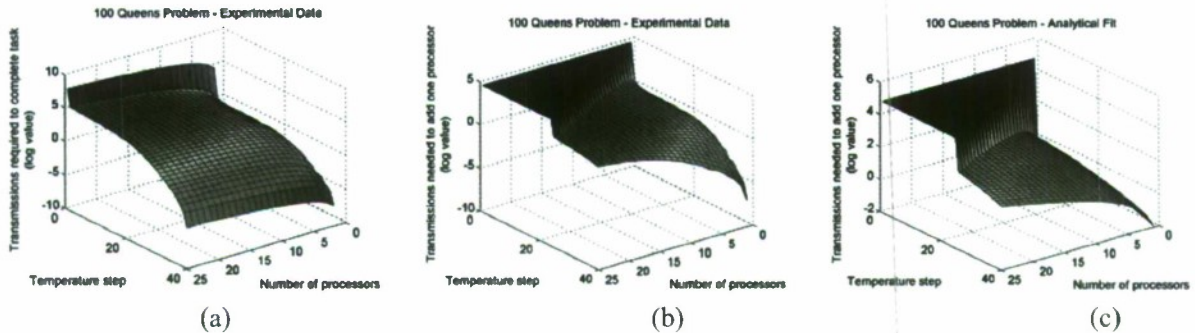 100 Queens Problem - Experimental Data
Transmissions required to complete task
(log value)
10
5
0
-5
-10
0
20
40
Temperature step
25
20
15
10
5
0
Number of processors
(a)
100 Queens Problem - Experimental Data
Transmissions needed to add one processor
(log value)
5
0
-5
-10
0
20
40
Temperature step
25
20
15
10
5
0
Number of processors
(b)
100 Queens Problem - Analytical Fit
Transmissions needed to add one processor
(log value)
6
4
2
0
-2
0
20
40
Temperature step
25
20
15
10
5
0
Number of processors
(c)